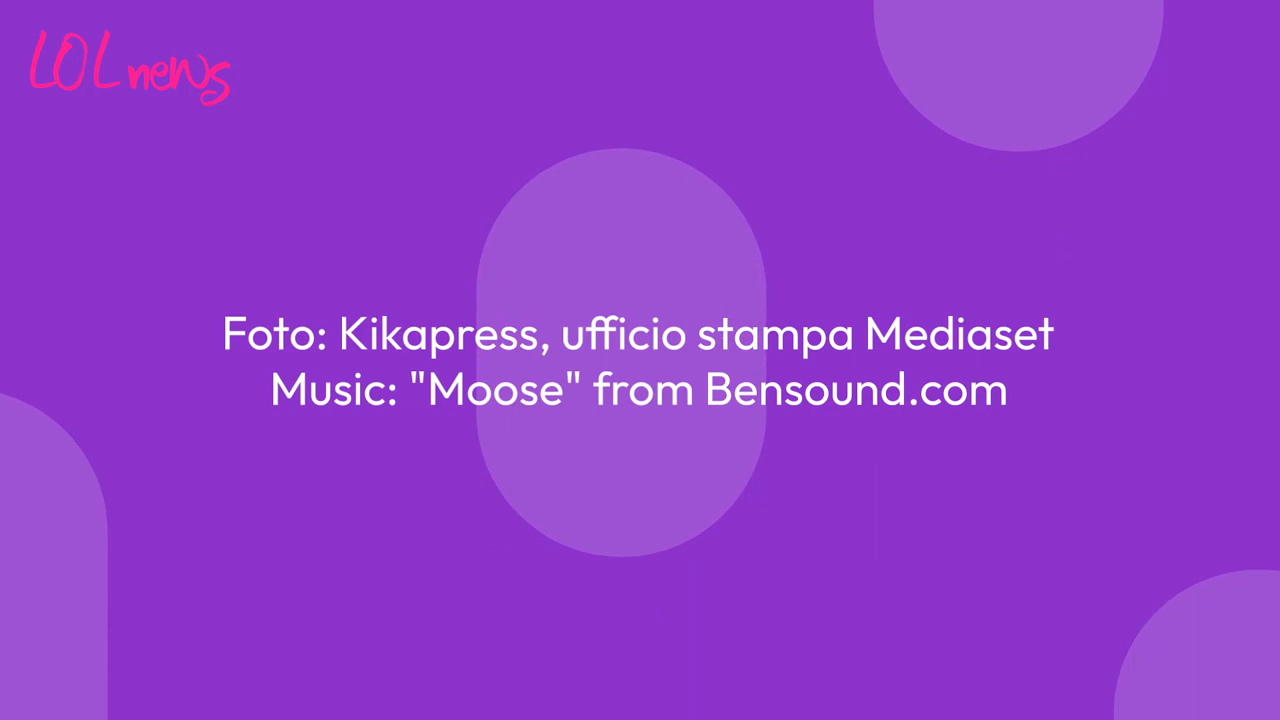 LOL news
Foto: Kikapress, ufficio stampa Mediaset
Music: "Moose" from Bensound.com